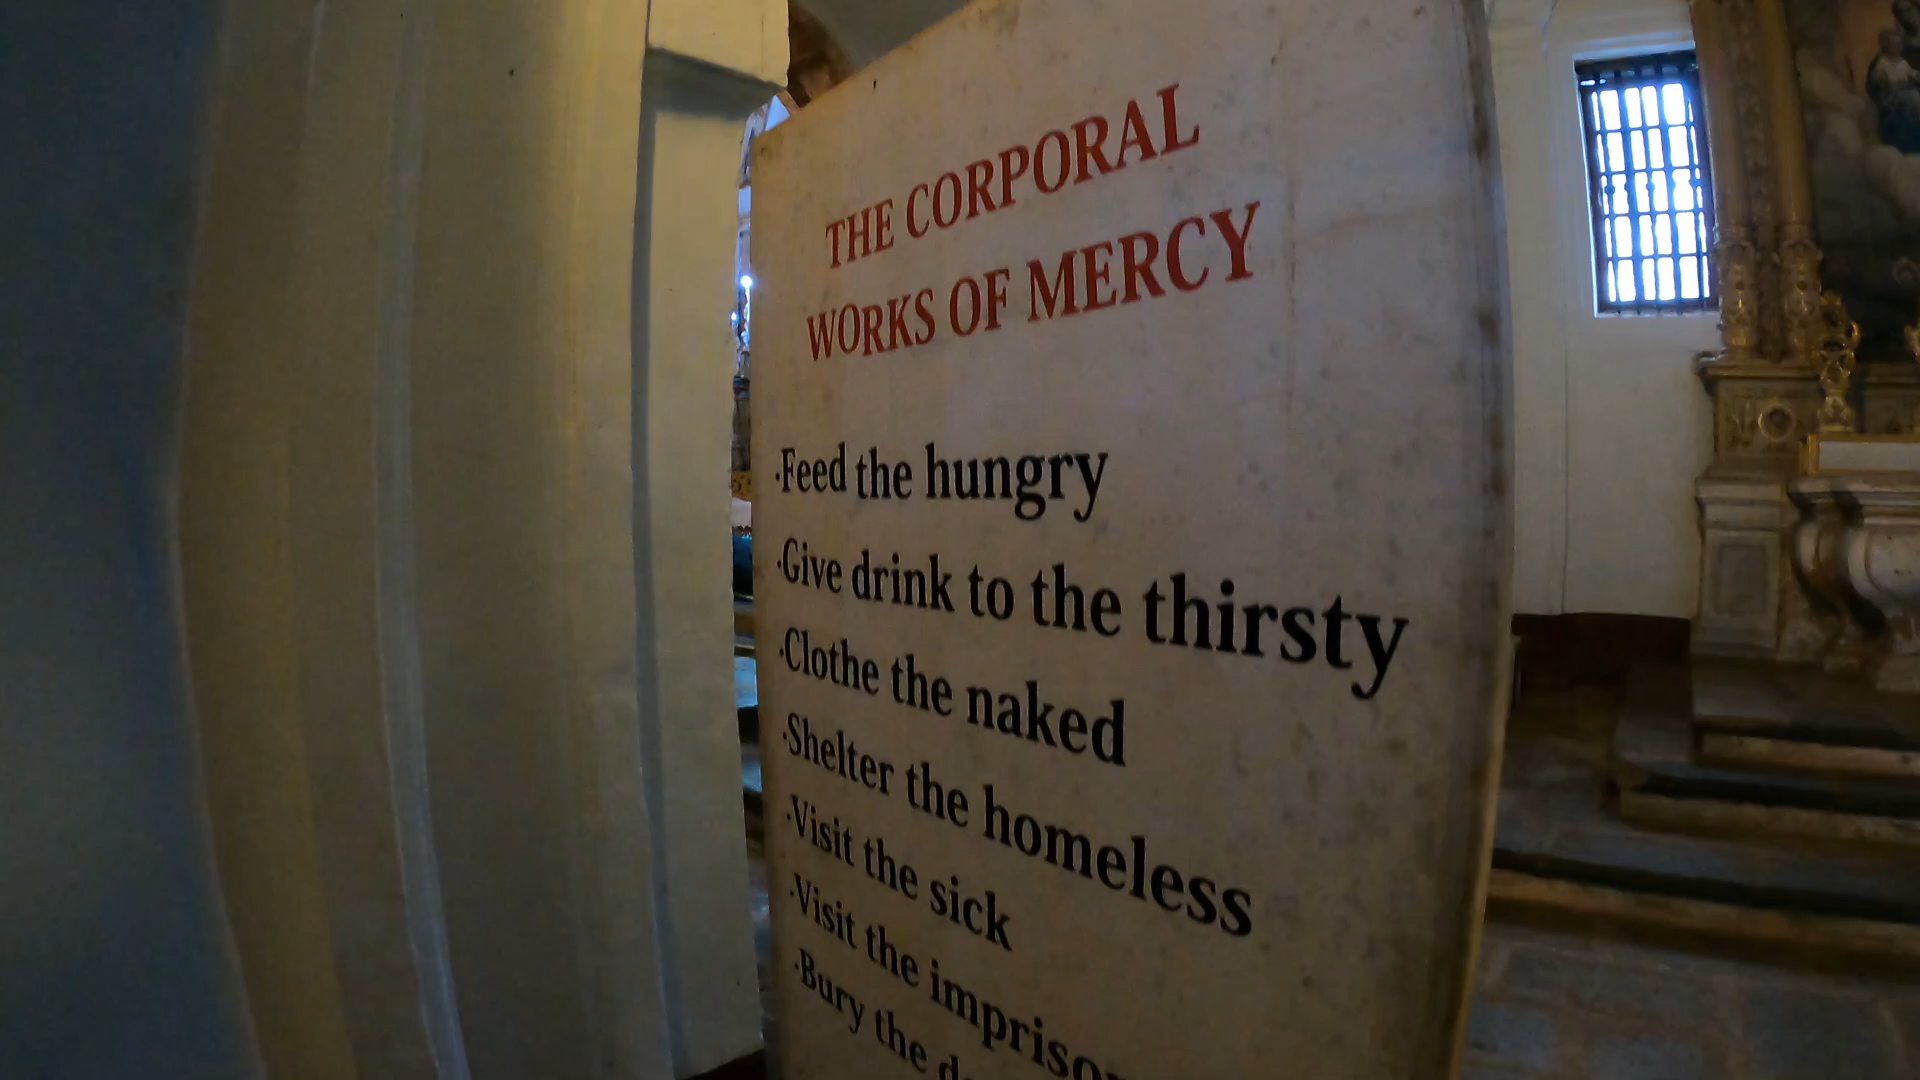 THE CORPORAL
WORKS OF MERCY
·Feed the hungry
·Give drink to the thirsty
·Clothe the naked
·Shelter the homeless
·Visit the sick
·Visit the
·Bury the